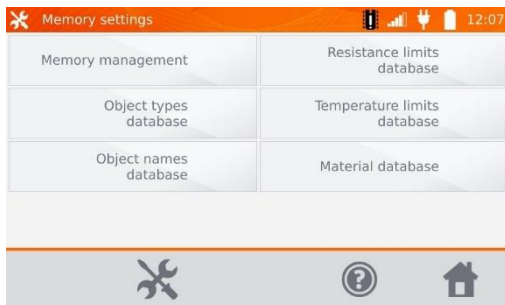 Memory settings
12:07
Memory management
Resistance limits
database
Object types
database
Temperature limits
database
Object names
database
Material database
?